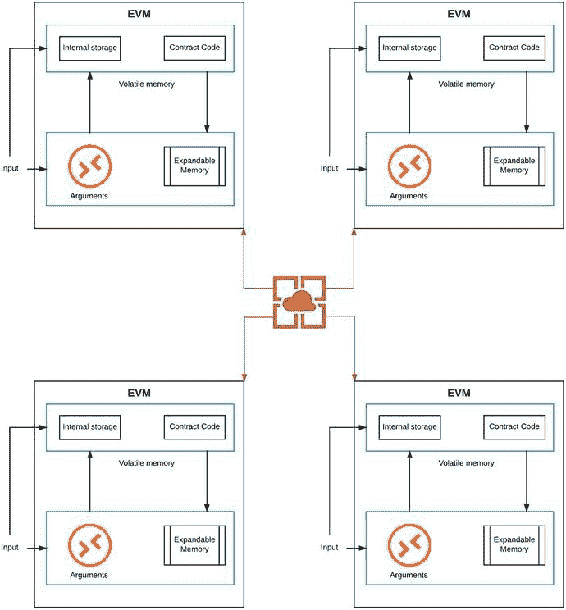 EVM
Internal storage
Contract Code
Volatile memory
Input
Expandable
Memory
Arguments
EVM
Internal storage
Contract Code
Volatile memory
Input
Expandable
Memory
Arguments
EVM
Internal storage
Contract Code
Volatile memory
Input
Expandable
Memory
Arguments
EVM
Internal storage
Contract Code
Volatile memory
Input
Expandable
Memory
Arguments